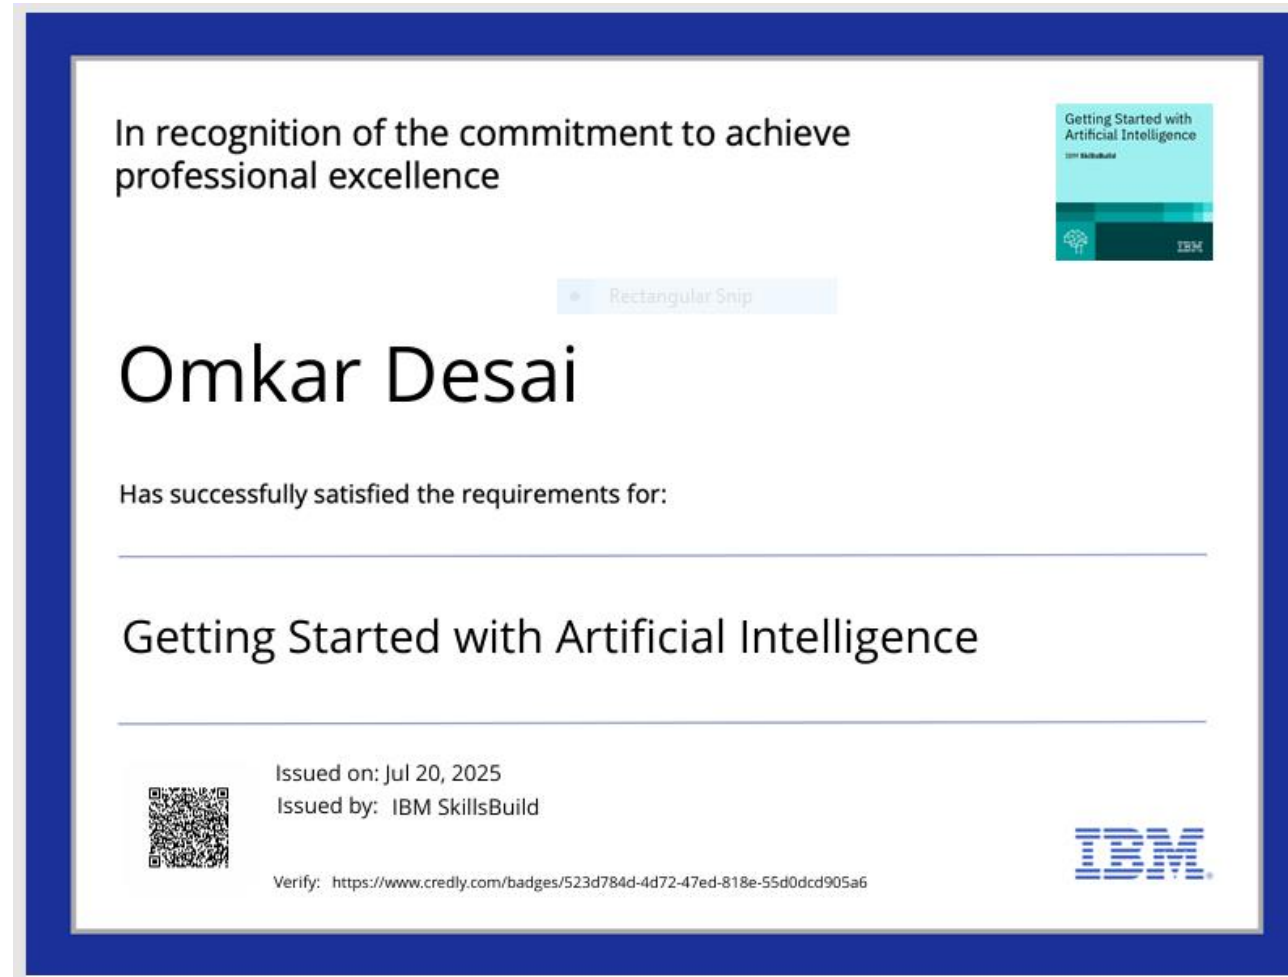 In recognition of the commitment to achieve
professional excellence
Getting Started with
Artificial Intelligence
IBM SkillsBuild
IBM
Rectangular Snip
Omkar Desai
Has successfully satisfied the requirements for:
Getting Started with Artificial Intelligence
Issued on: Jul 20, 2025
Issued by: IBM SkillsBuild
Verify: https://www.credly.com/badges/523d784d-4d72-47ed-818e-55d0dcd905a6
IBM.